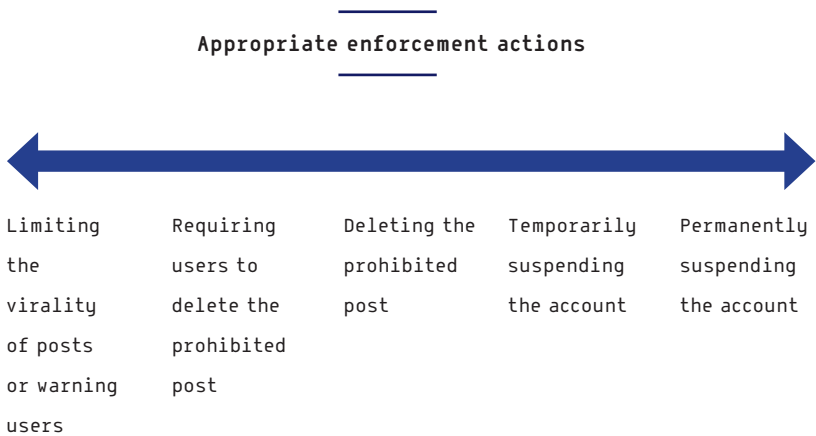 Appropriate enforcement actions
Limiting
the
virality
of posts
or warning
users
Requiring
users to
delete the
prohibited
post
Deleting the
prohibited
post
Temporarily
suspending
the account
Permanently
suspending
the account